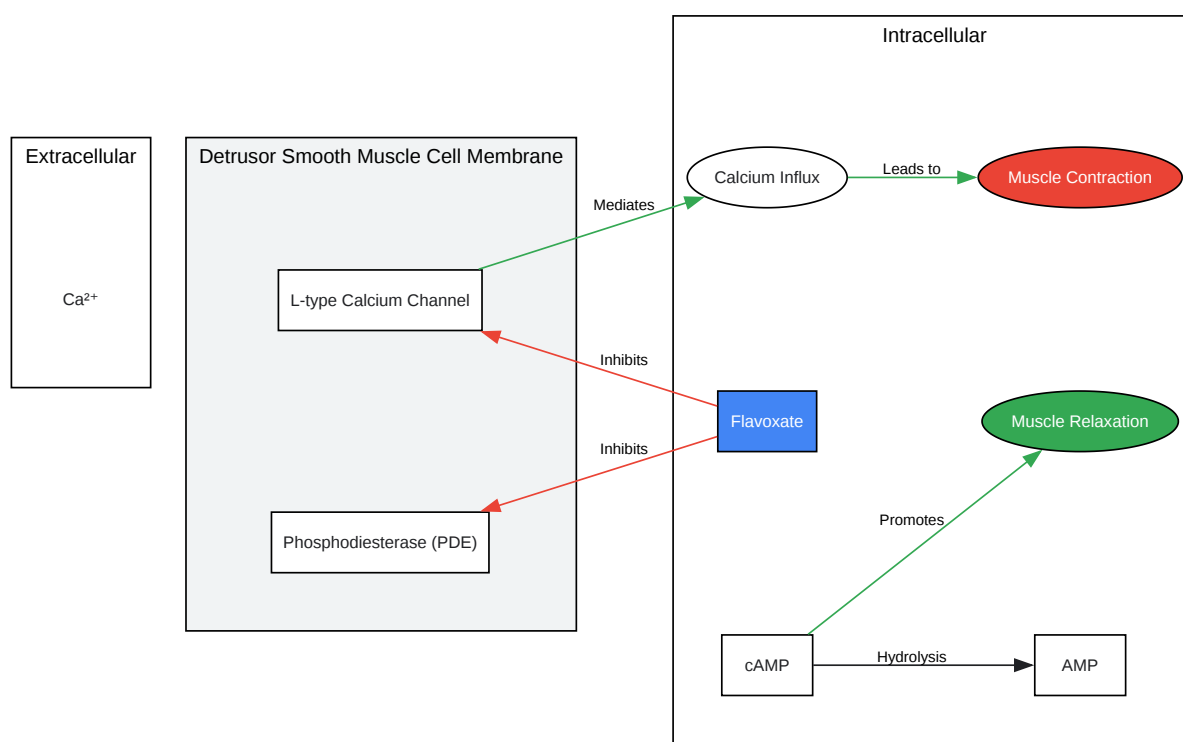 Intracellular
Extracellular
Detrusor Smooth Muscle Cell Membrane
Calcium Influx
Leads to
Muscle Contraction
Mediates
Ca²⁺
L-type Calcium Channel
Inhibits
Flavoxate
Muscle Relaxation
Inhibits
Promotes
Phosphodiesterase (PDE)
cAMP
Hydrolysis
AMP